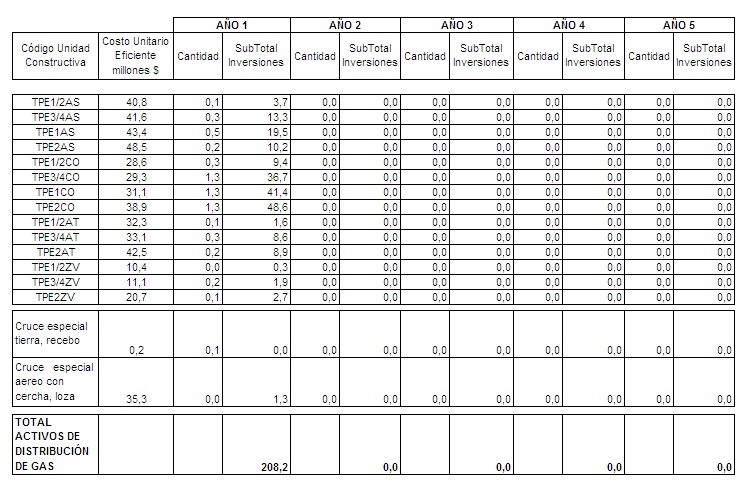 AÑO 1 AÑO 2 AÑO 3 AÑO 4 AÑO 5
Código Unidad Constructiva Costo Unitario Eficiente millones $ Cantidad SubTotal Inversiones Cantidad SubTotal Inversiones Cantidad SubTotal Inversiones Cantidad SubTotal Inversiones Cantidad SubTotal Inversiones
TPE1/2AS 40,8 0,1 3,7 0,0 0,0 0,0 0,0 0,0 0,0 0,0 0,0
TPE3/4AS 41,6 0,3 13,3 0,0 0,0 0,0 0,0 0,0 0,0 0,0 0,0
TPE1AS 43,4 0,5 19,5 0,0 0,0 0,0 0,0 0,0 0,0 0,0 0,0
TPE2AS 48,5 0,2 10,2 0,0 0,0 0,0 0,0 0,0 0,0 0,0 0,0
TPE1/2CO 28,6 0,3 9,4 0,0 0,0 0,0 0,0 0,0 0,0 0,0 0,0
TPE3/4CO 29,3 1,3 36,7 0,0 0,0 0,0 0,0 0,0 0,0 0,0 0,0
TPE1CO 31,1 1,3 41,4 0,0 0,0 0,0 0,0 0,0 0,0 0,0 0,0
TPE2CO 38,9 1,3 48,6 0,0 0,0 0,0 0,0 0,0 0,0 0,0 0,0
TPE1/2AT 32,3 0,1 1,6 0,0 0,0 0,0 0,0 0,0 0,0 0,0 0,0
TPE3/4AT 33,1 0,3 8,6 0,0 0,0 0,0 0,0 0,0 0,0 0,0 0,0
TPE2AT 42,5 0,2 8,9 0,0 0,0 0,0 0,0 0,0 0,0 0,0 0,0
TPE1/2ZV 10,4 0,0 0,3 0,0 0,0 0,0 0,0 0,0 0,0 0,0 0,0
TPE3/4ZV 11,1 0,2 1,9 0,0 0,0 0,0 0,0 0,0 0,0 0,0 0,0
TPE2ZV 20,7 0,1 2,7 0,0 0,0 0,0 0,0 0,0 0,0 0,0 0,0
Cruce especial
tierra, recebo
0,2 0,1 0,0 0,0 0,0 0,0 0,0 0,0 0,0 0,0 0,0
Cruce especial
aereo con
cercha, loza 35,3 0,0 1,3 0,0 0,0 0,0 0,0 0,0 0,0 0,0 0,0
TOTAL
ACTIVOS DE
DISTRIBUCIÓN
DE GAS 208,2 0,0 0,0 0,0 0,0